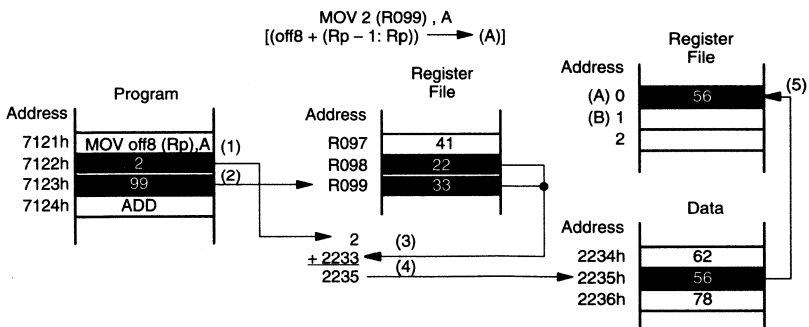 MOV 2 (R099) , A
[(off8 + (Rp – 1: Rp)) (A)]
Program
Address
7121h MOV off8 (Rp),A (1)
7122h 2
7123h 99 (2)
7124h ADD
Register
File
R097 41
R098 22
R099 33
2 (3)
+ 2233
2235 (4)
Register
File
Address
(A) 0 56 (5)
(B) 1
2
Data
Address
2234h 62
2235h 56
2236h 78